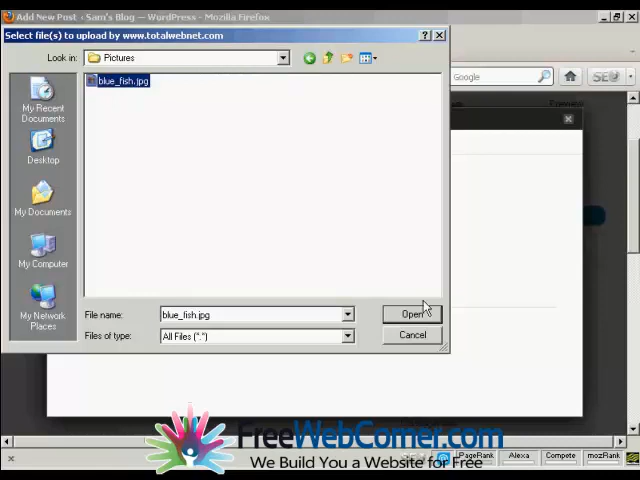 Add New Post ‹ Sam's Blog — WordPress - Mozilla Firefox
Select file(s) to upload by www.totalwebnet.com
Look in:
Pictures
Google
blue_fish.jpg
My Recent
Documents
Desktop
My Documents
My Computer
My Network
Places
File name:
blue_fish.jpg
Open
Files of type:
All Files (*.*)
Cancel
PageRank
Alexa
Compete
mozRank
FreeWebCorner.com
We Build You a Website for Free